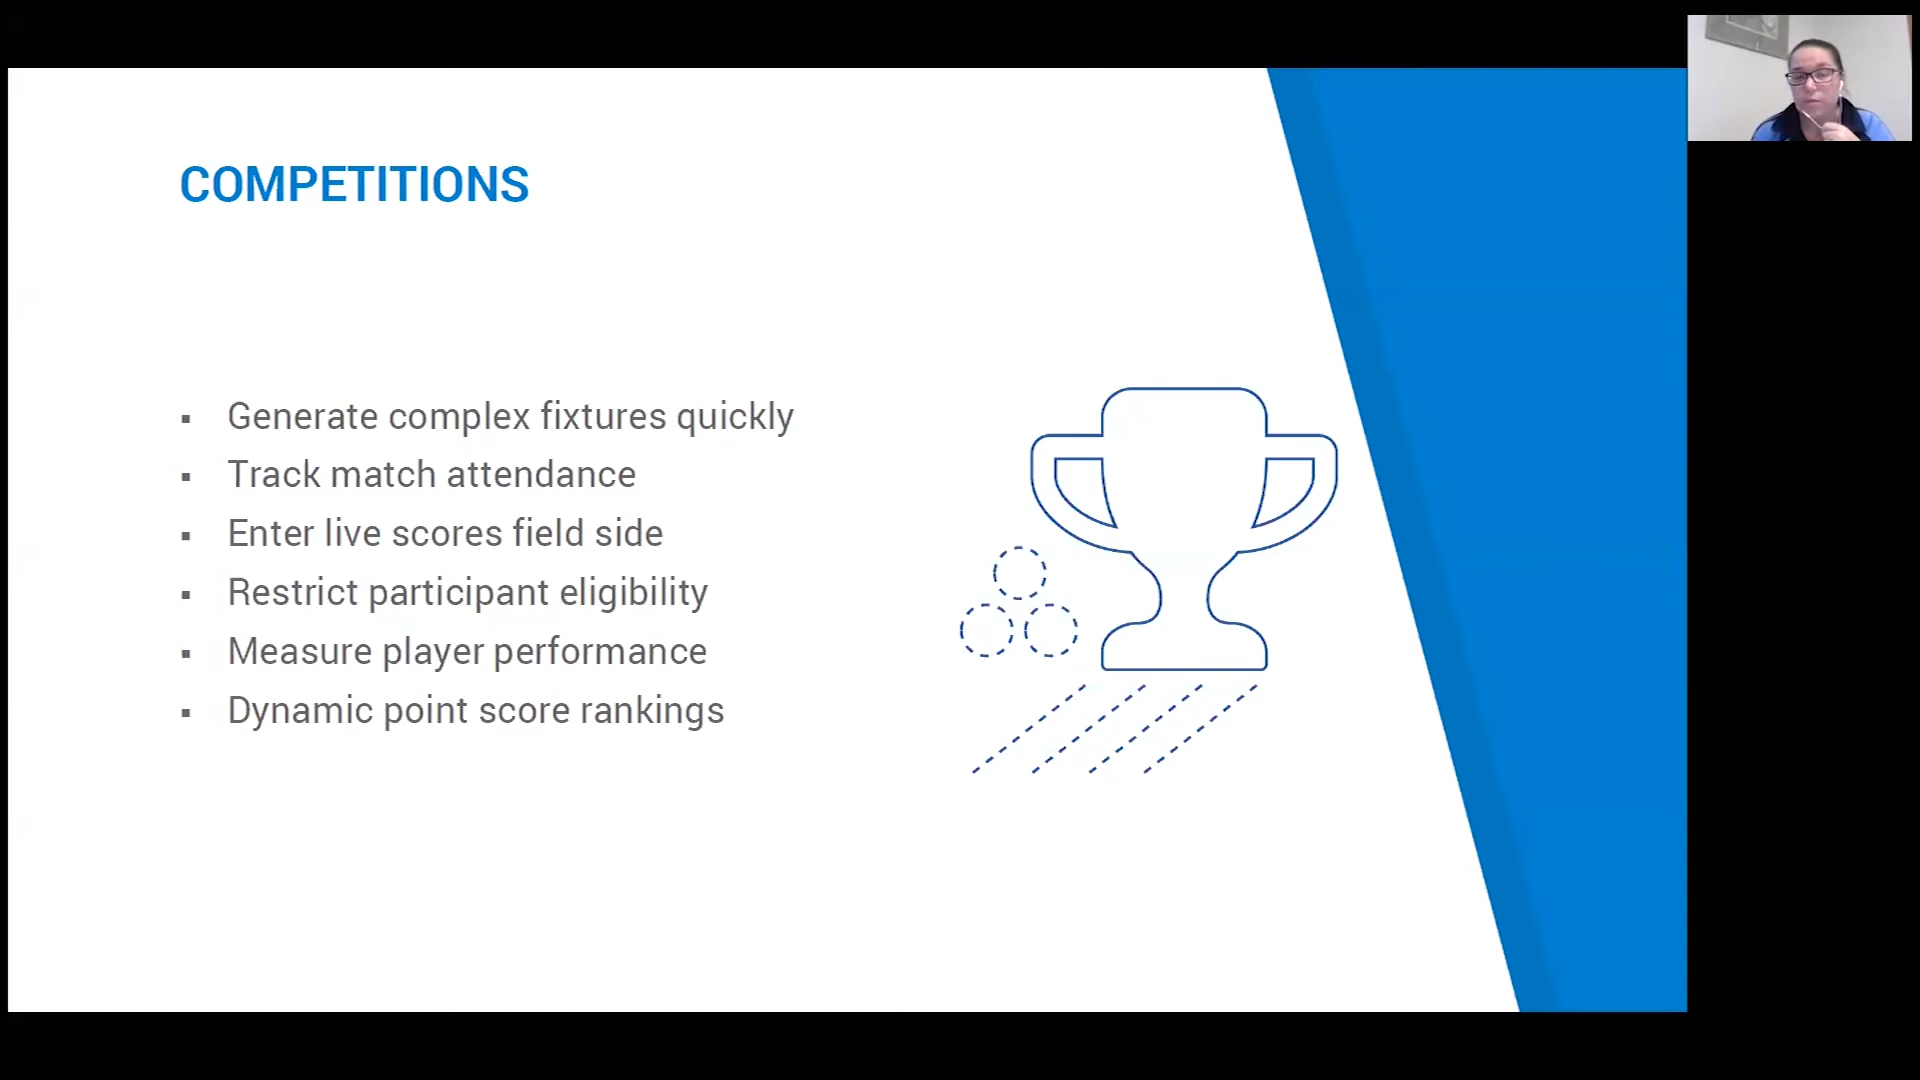 COMPETITIONS
▪ Generate complex fixtures quickly
▪ Track match attendance
▪ Enter live scores field side
▪ Restrict participant eligibility
▪ Measure player performance
▪ Dynamic point score rankings